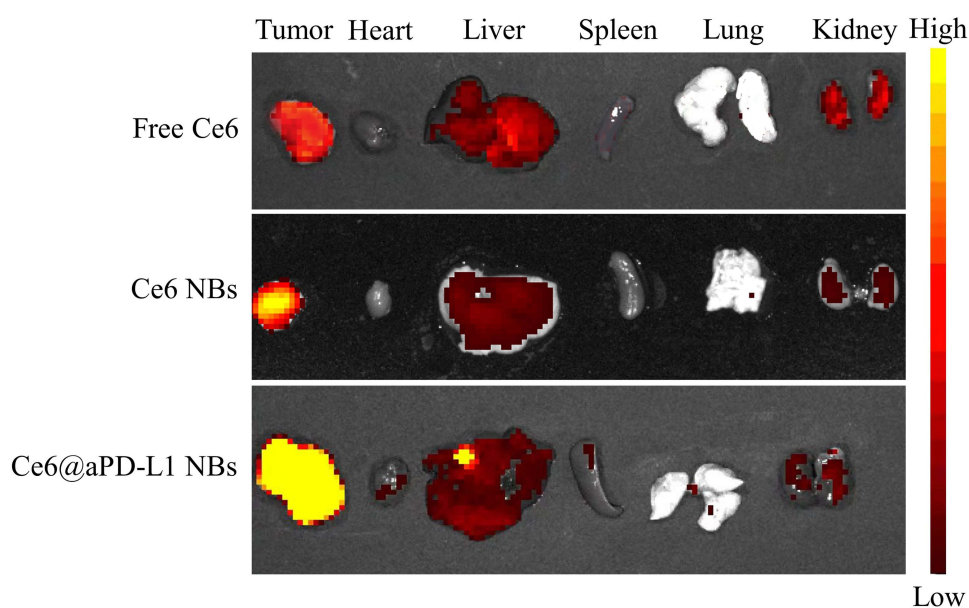 Tumor Heart Liver Spleen Lung Kidney High
Free Ce6
Ce6 NBs
Ce6@aPD-L1 NBs
Low